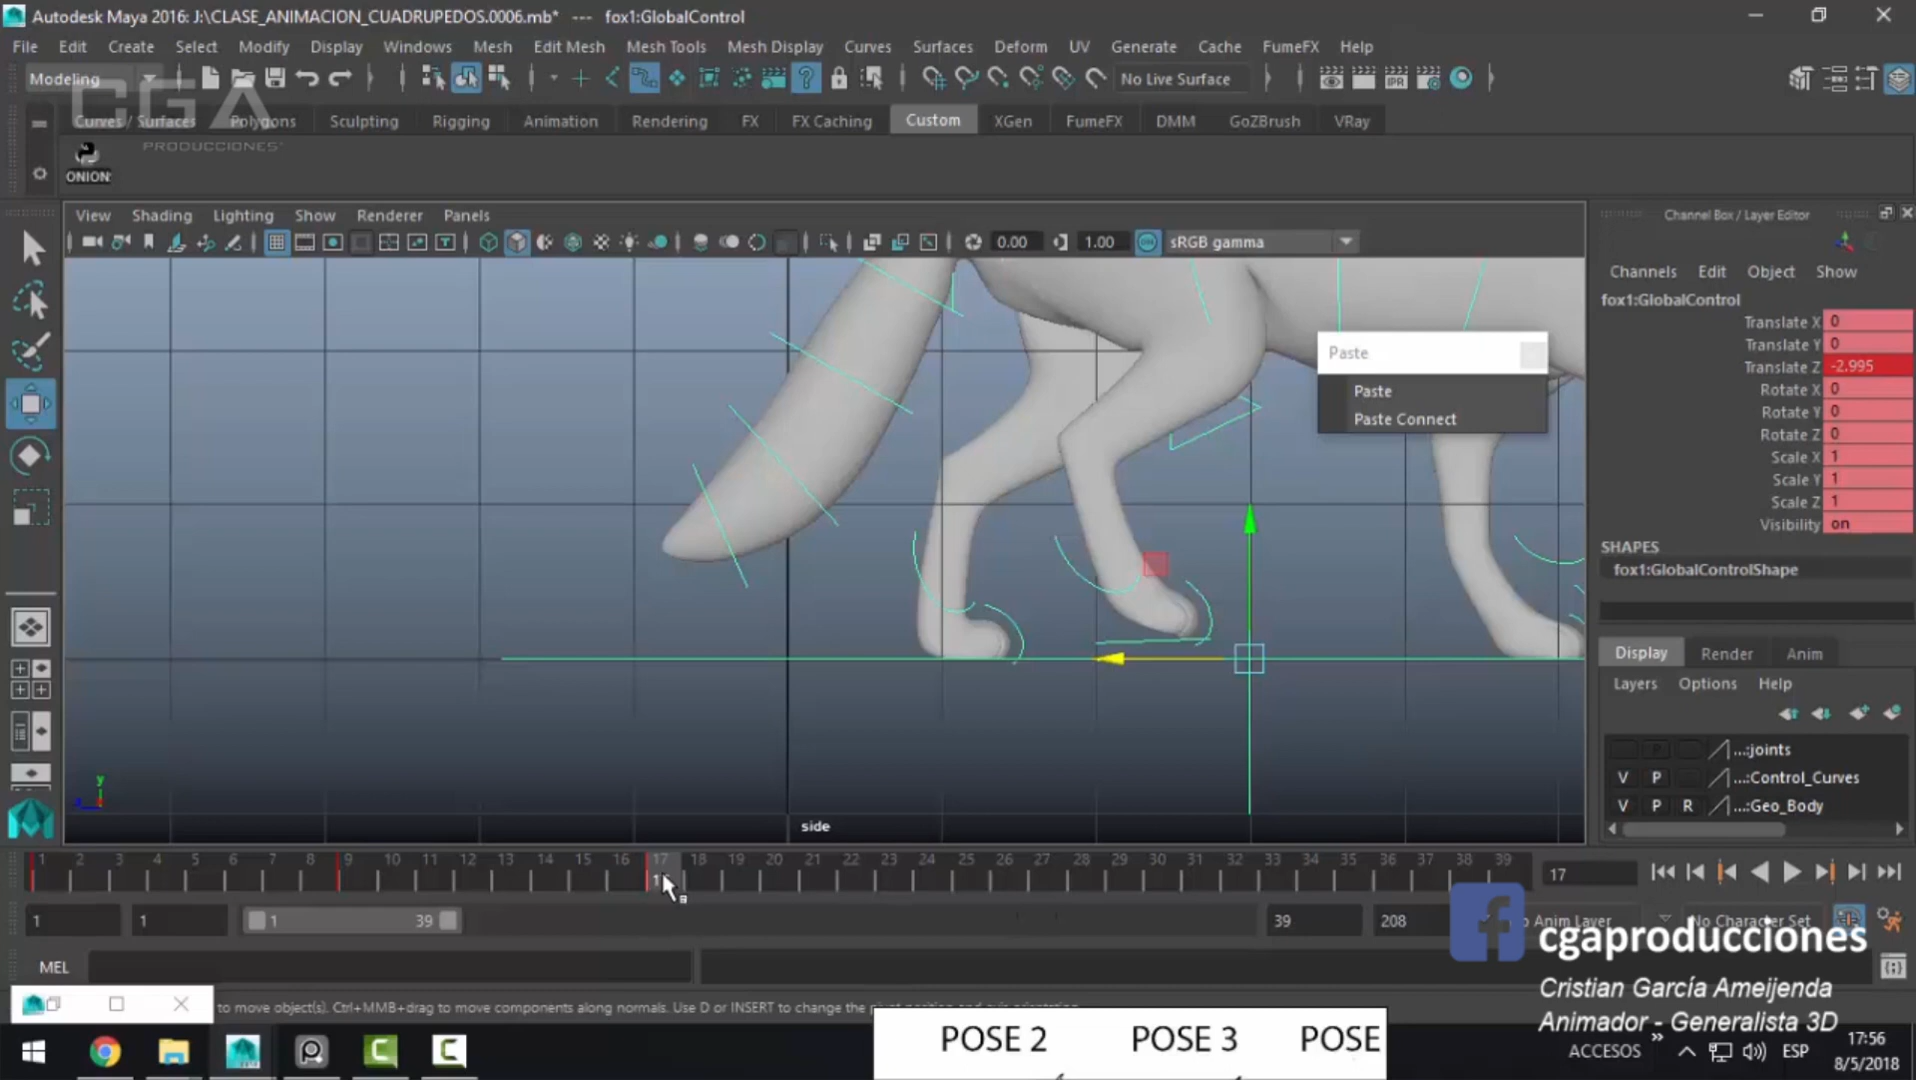 Autodesk Maya 2016: J:\CLASE_ANIMACION_CUADRUPEDOS.0006.mb* --- fox1:GlobalControl
File Edit Create Select Modify Display Windows Mesh Edit Mesh Mesh Tools Mesh Display Curves Surfaces Deform UV Generate Cache FumeFX Help
Modeling No Live Surface
CGA
PRODUCCIONES
Curves / Surfaces Polygons Sculpting Rigging Animation Rendering FX FX Caching Custom XGen FumeFX DMM GoZBrush VRay
ONION
View Shading Lighting Show Renderer Panels
0.00 1.00 sRGB gamma
Channel Box / Layer Editor
Channels Edit Object Show
fox1:GlobalControl
Translate X 0
Translate Y 0
Translate Z -2.995
Rotate X 0
Rotate Y 0
Rotate Z 0
Scale X 1
Scale Y 1
Scale Z 1
Visibility on
SHAPES
fox1:GlobalControlShape
Paste
Paste
Paste Connect
Display Render Anim
Layers Options Help
P ...:joints
V P ...:Control_Curves
V P R ...:Geo_Body
y
side
1 2 3 4 5 6 7 8 9 10 11 12 13 14 15 16 17 18 19 20 21 22 23 24 25 26 27 28 29 30 31 32 33 34 35 36 37 38 39
17
1 1 1 39 39 208 Anim Layer No Character Set
MEL
to move object(s). Ctrl+MMB+drag to move components along normals. Use D or INSERT to change the pivot position and axis orientation.
f cgaproducciones
Cristian García Ameijenda
Animador - Generalista 3D
POSE 2 POSE 3 POSE
ACCESOS » ESP 17:56
8/5/2018